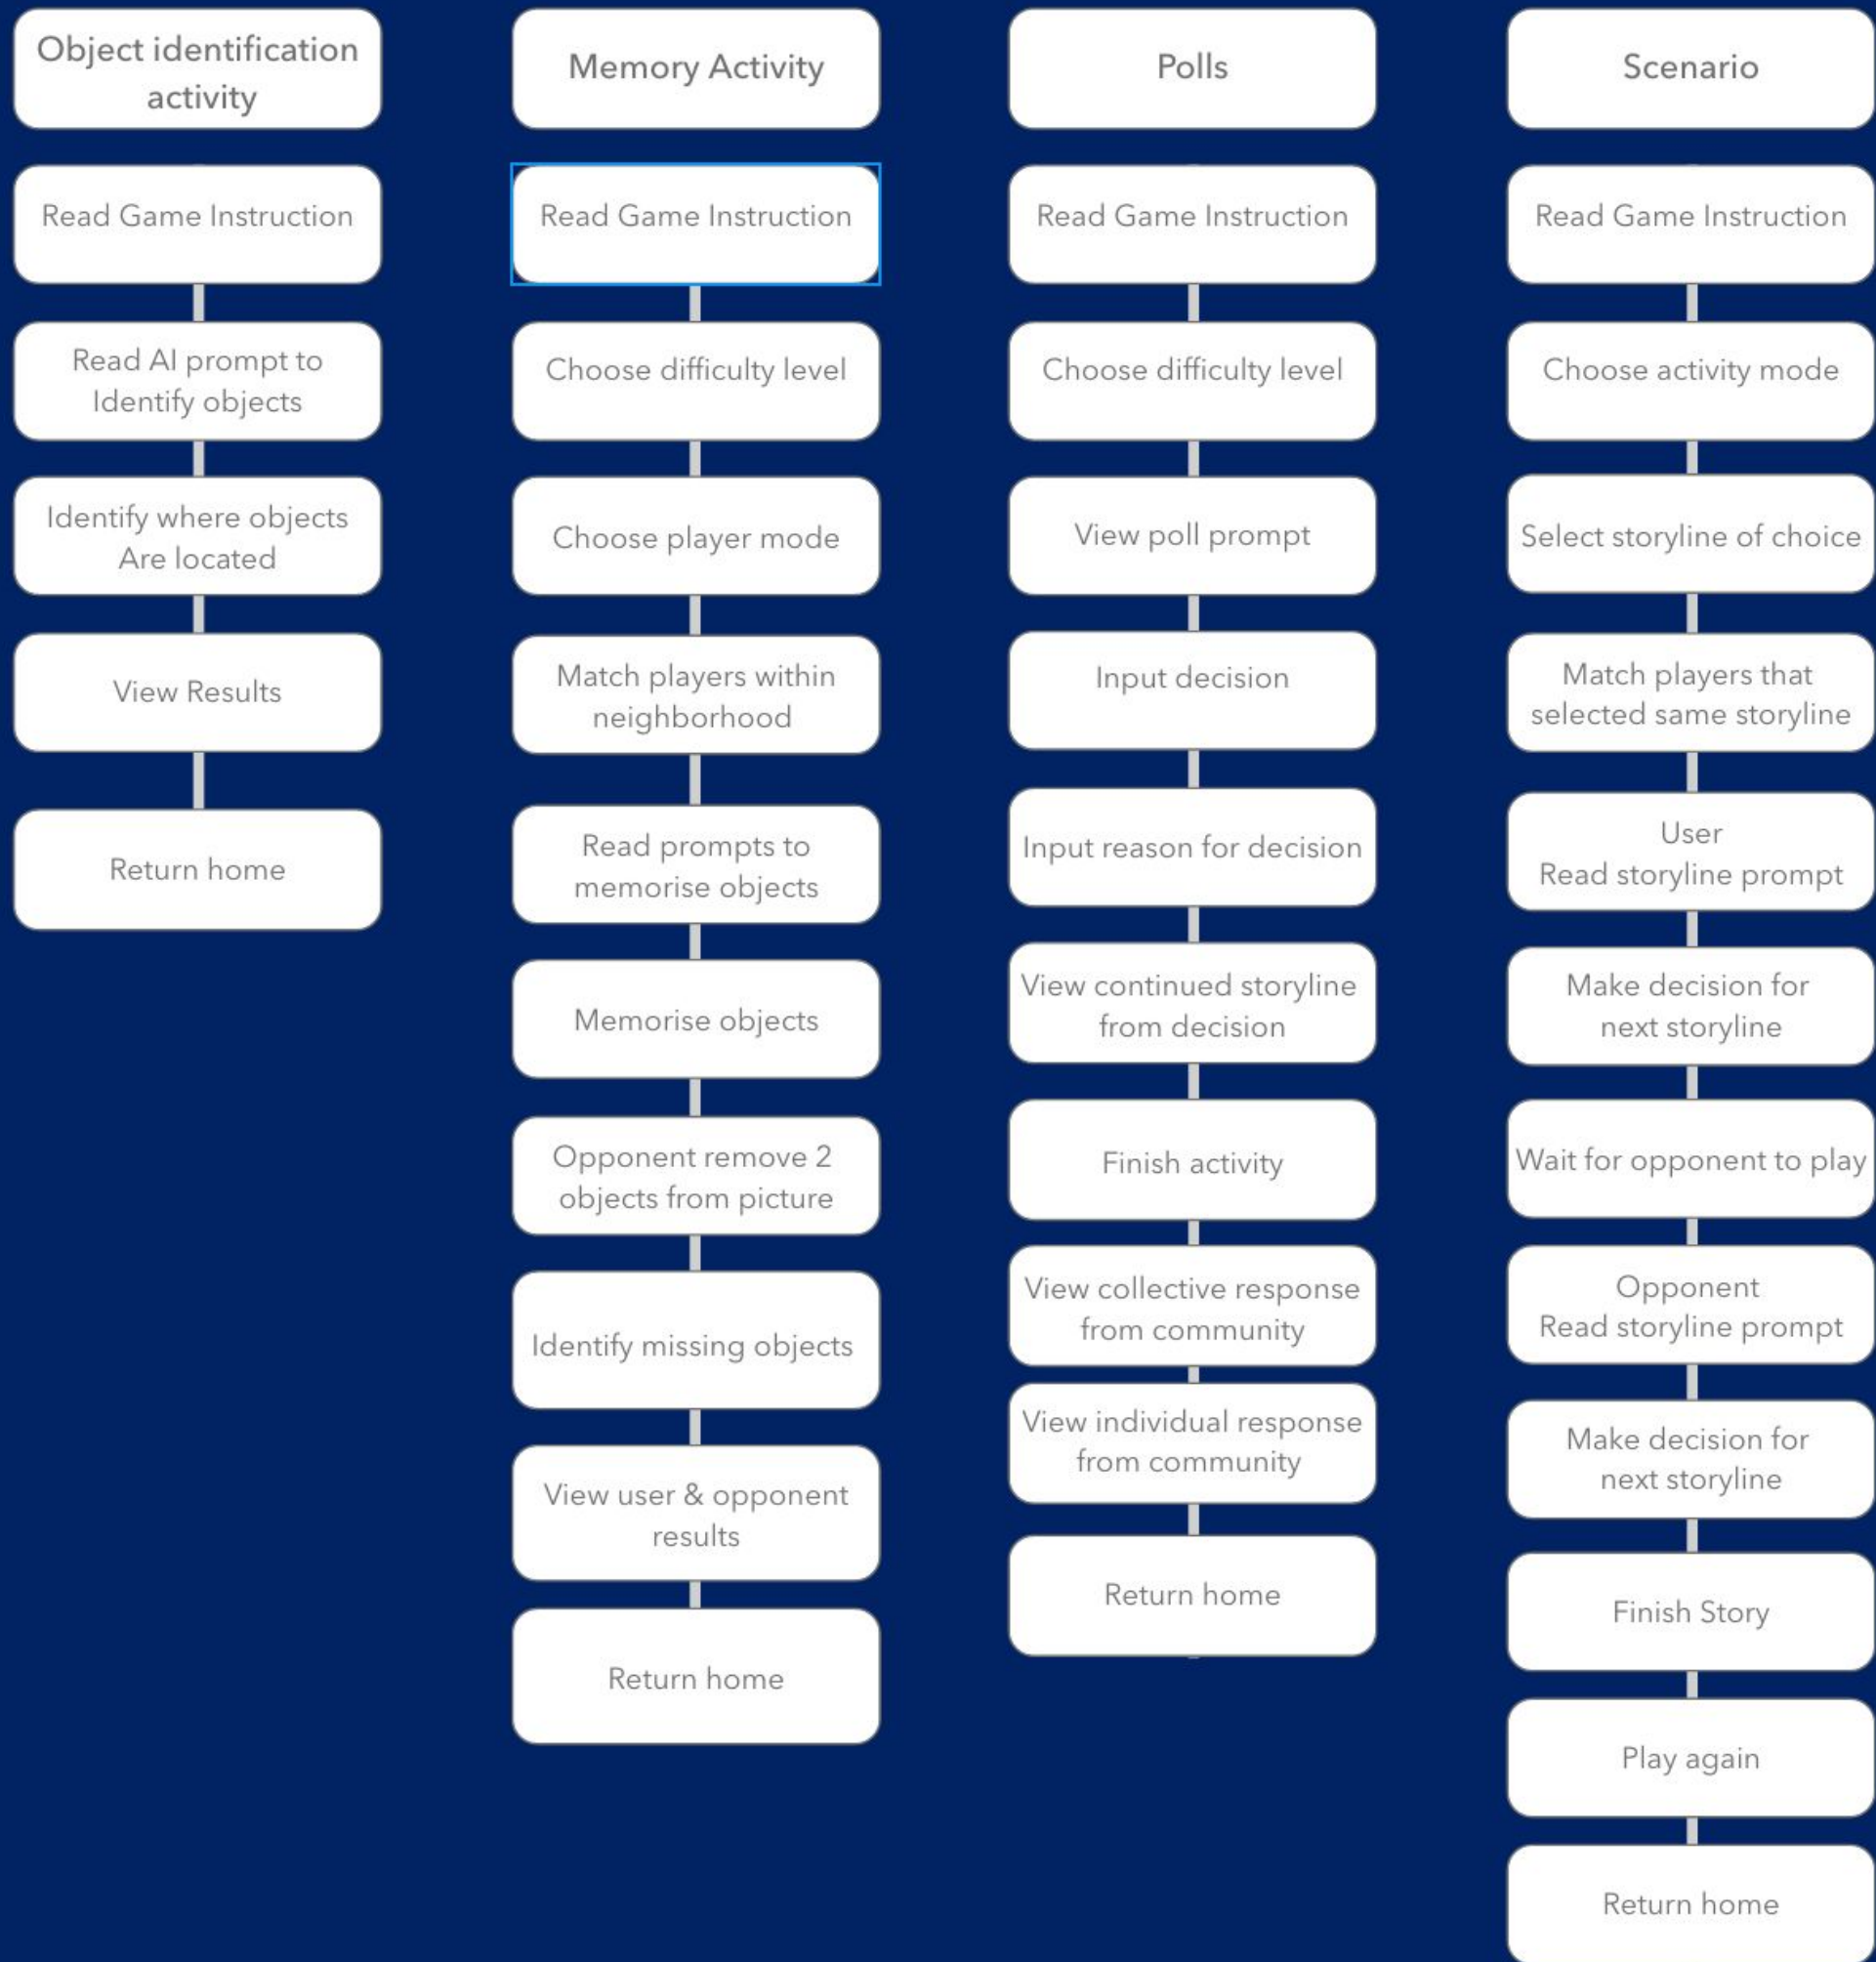 Object identification
activity
Read Game Instruction
Read AI prompt to
Identify objects
Identify where objects
Are located
View Results
Return home
Memory Activity
Read Game Instruction
Choose difficulty level
Choose player mode
Match players within
neighborhood
Read prompts to
memorise objects
Memorise objects
Opponent remove 2
objects from picture
Identify missing objects
View user & opponent
results
Return home
Polls
Read Game Instruction
Choose difficulty level
View poll prompt
Input decision
Input reason for decision
View continued storyline
from decision
Finish activity
View collective response
from community
View individual response
from community
Return home
Scenario
Read Game Instruction
Choose activity mode
Select storyline of choice
Match players that
selected same storyline
User
Read storyline prompt
Make decision for
next storyline
Wait for opponent to play
Opponent
Read storyline prompt
Make decision for
next storyline
Finish Story
Play again
Return home